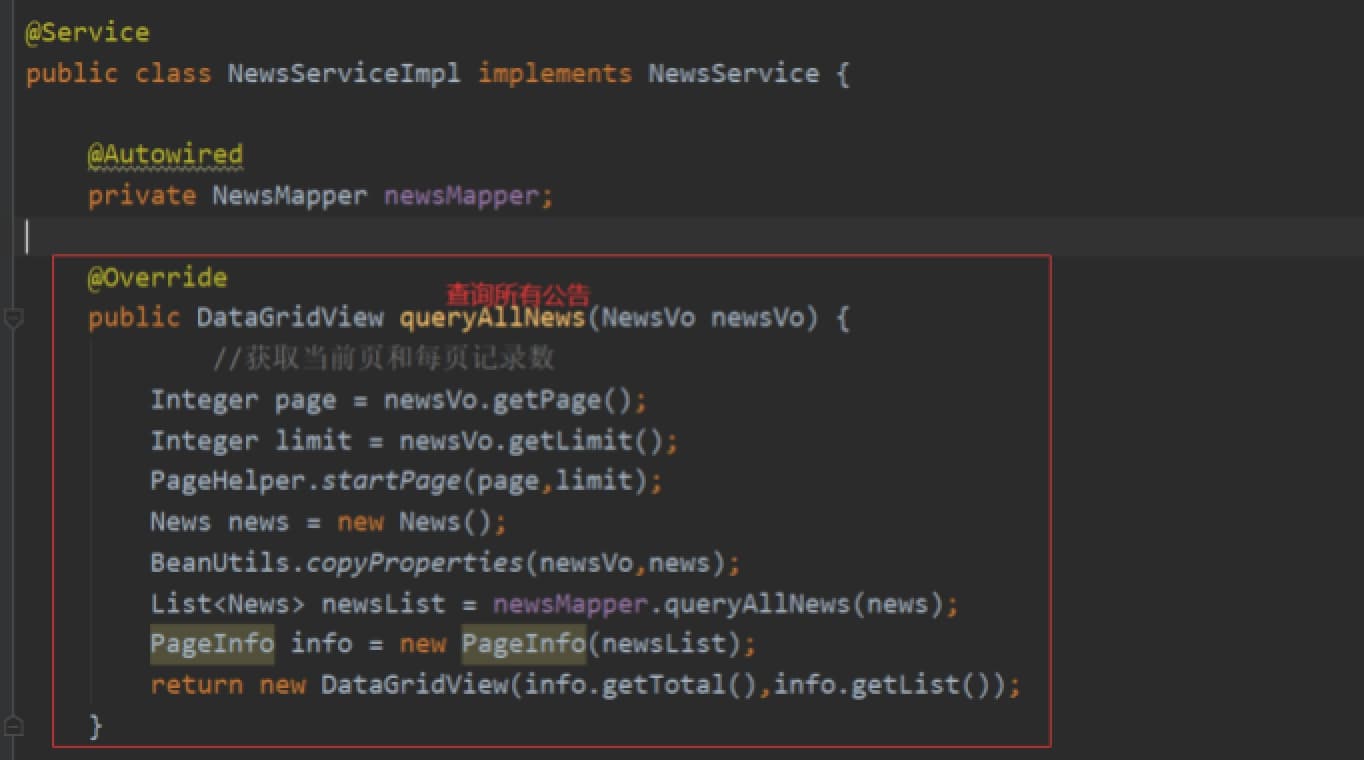 @Service
public class NewsServiceImpl implements NewsService {
@Autowired
private NewsMapper newsMapper;
@Override
查询所有公告
public DataGridView queryAllNews(NewsVo newsVo) {
//获取当前页和每页记录数
Integer page = newsVo.getPage();
Integer limit = newsVo.getLimit();
PageHelper.startPage(page,limit);
News news = new News();
BeanUtils.copyProperties(newsVo,news);
List<News> newsList = newsMapper.queryAllNews(news);
PageInfo info = new PageInfo(newsList);
return new DataGridView(info.getTotal(),info.getList());
}